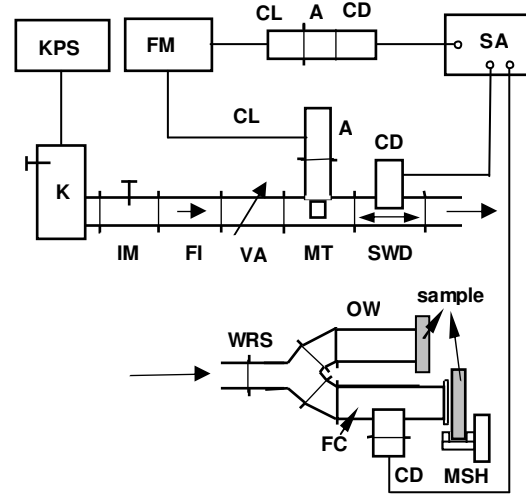 CL A CD
KPS
FM
SA
CL
A
CD
K
IM FI VA MT SWD
sample
OW
WRS
FC
CD MSH